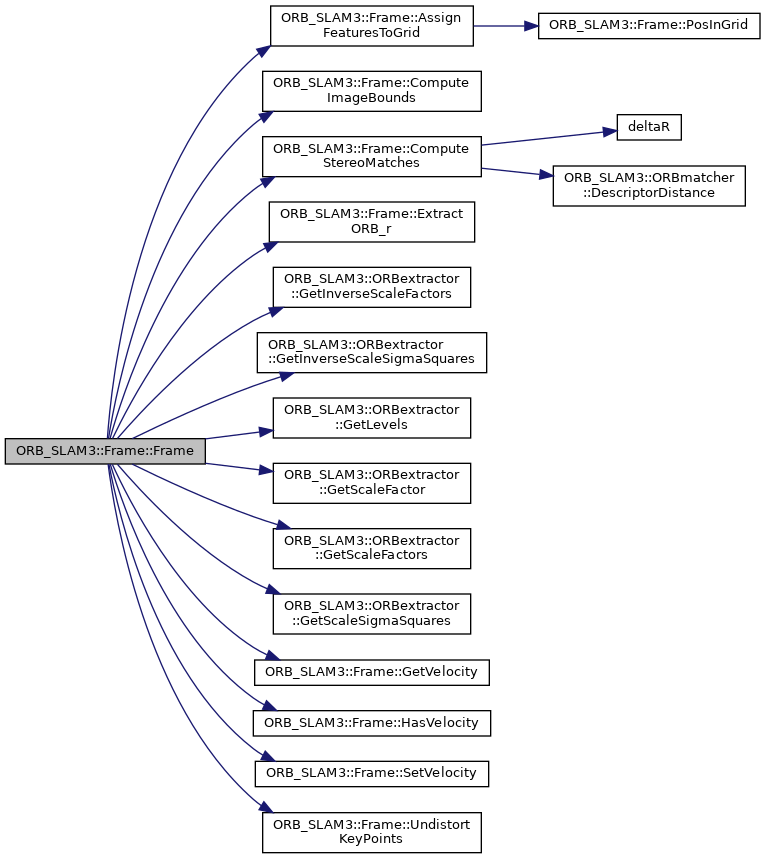 ORB_SLAM3::Frame::Frame
ORB_SLAM3::Frame::Assign
FeaturesToGrid
ORB_SLAM3::Frame::PosInGrid
ORB_SLAM3::Frame::Compute
ImageBounds
ORB_SLAM3::Frame::Compute
StereoMatches
deltaR
ORB_SLAM3::ORBmatcher
::DescriptorDistance
ORB_SLAM3::Frame::Extract
ORB_r
ORB_SLAM3::ORBextractor
::GetInverseScaleFactors
ORB_SLAM3::ORBextractor
::GetInverseScaleSigmaSquares
ORB_SLAM3::ORBextractor
::GetLevels
ORB_SLAM3::ORBextractor
::GetScaleFactor
ORB_SLAM3::ORBextractor
::GetScaleFactors
ORB_SLAM3::ORBextractor
::GetScaleSigmaSquares
ORB_SLAM3::Frame::GetVelocity
ORB_SLAM3::Frame::HasVelocity
ORB_SLAM3::Frame::SetVelocity
ORB_SLAM3::Frame::Undistort
KeyPoints